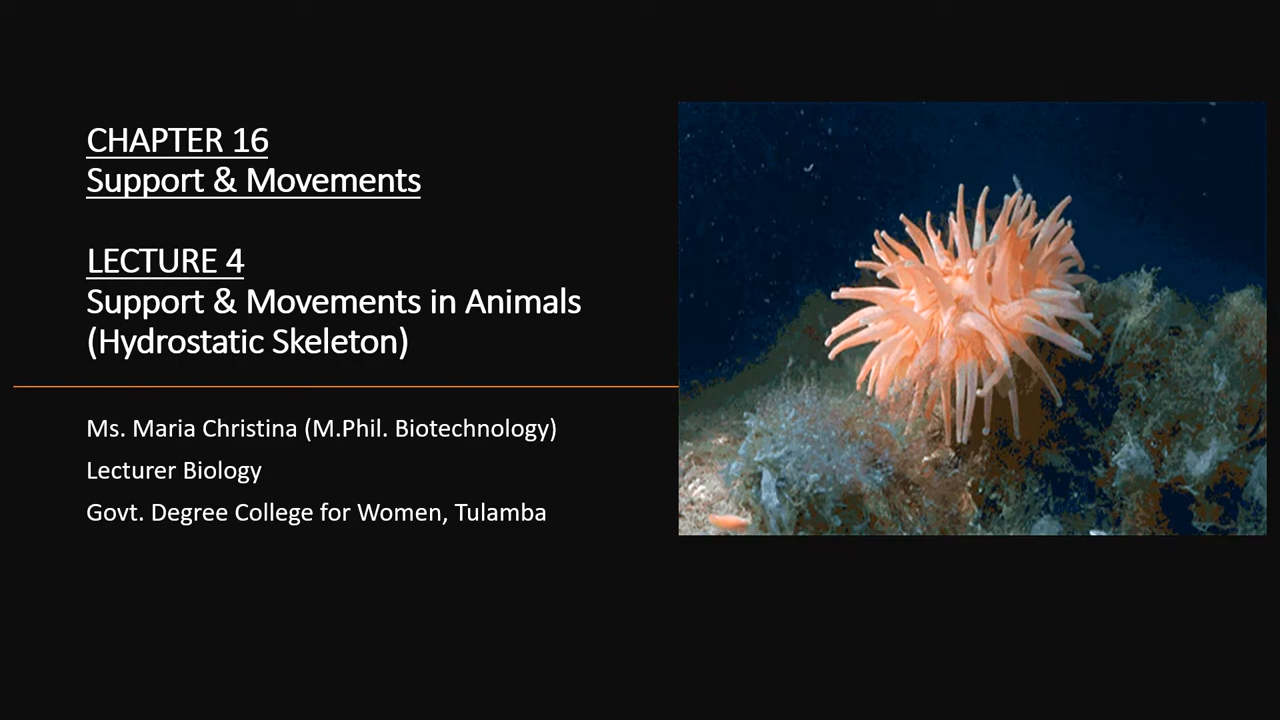 CHAPTER 16
Support & Movements
LECTURE 4
Support & Movements in Animals
(Hydrostatic Skeleton)
Ms. Maria Christina (M.Phil. Biotechnology)
Lecturer Biology
Govt. Degree College for Women, Tulamba